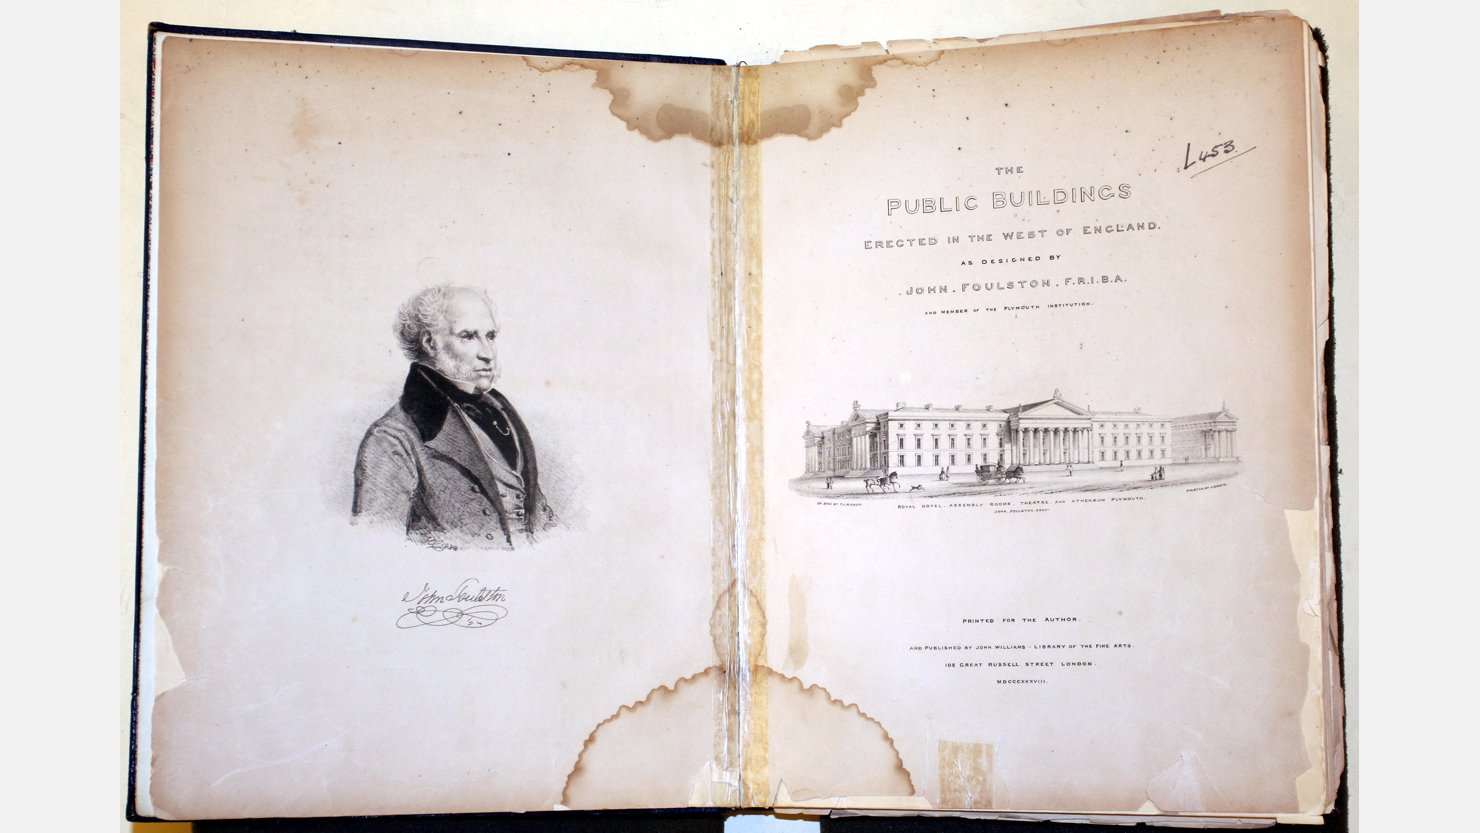 John Foulston
L453.
THE
PUBLIC BUILDINGS
ERECTED IN THE WEST OF ENGLAND.
AS DESIGNED BY
JOHN. FOULSTON. F.R.I.B.A.
AND MEMBER OF THE PLYMOUTH INSTITUTION.
ROYAL HOTEL, ASSEMBLY ROOMS, THEATRE AND ATHENEUM PLYMOUTH.
JOHN. FOULSTON. ARCHT.
PRINTED FOR THE AUTHOR.
AND PUBLISHED BY JOHN. WILLIAMS - LIBRARY OF THE FINE ARTS
106 GREAT RUSSELL STREET LONDON.
MDCCCXXXVIII.